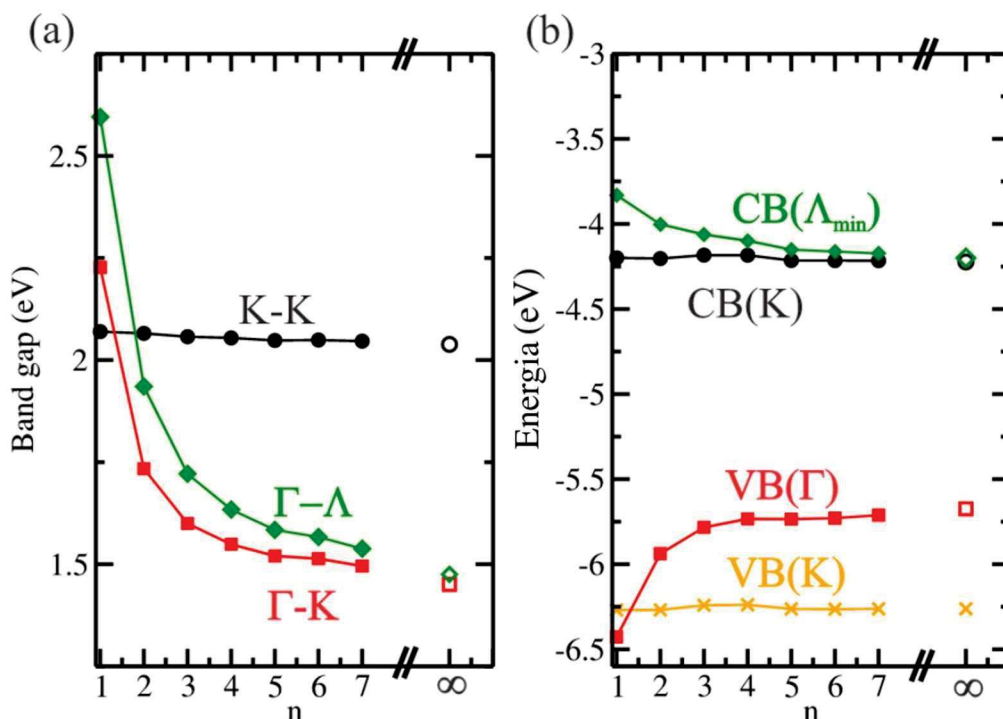 (a)
Band gap (eV)
2.5
2
1.5
K-K
Γ–Λ
Γ-K
1 2 3 4 5 6 7 ∞
n
(b)
Energia (eV)
-3
-3.5
-4
-4.5
-5
-5.5
-6
-6.5
CB(Λmin)
CB(K)
VB(Γ)
VB(K)
1 2 3 4 5 6 7 ∞
n